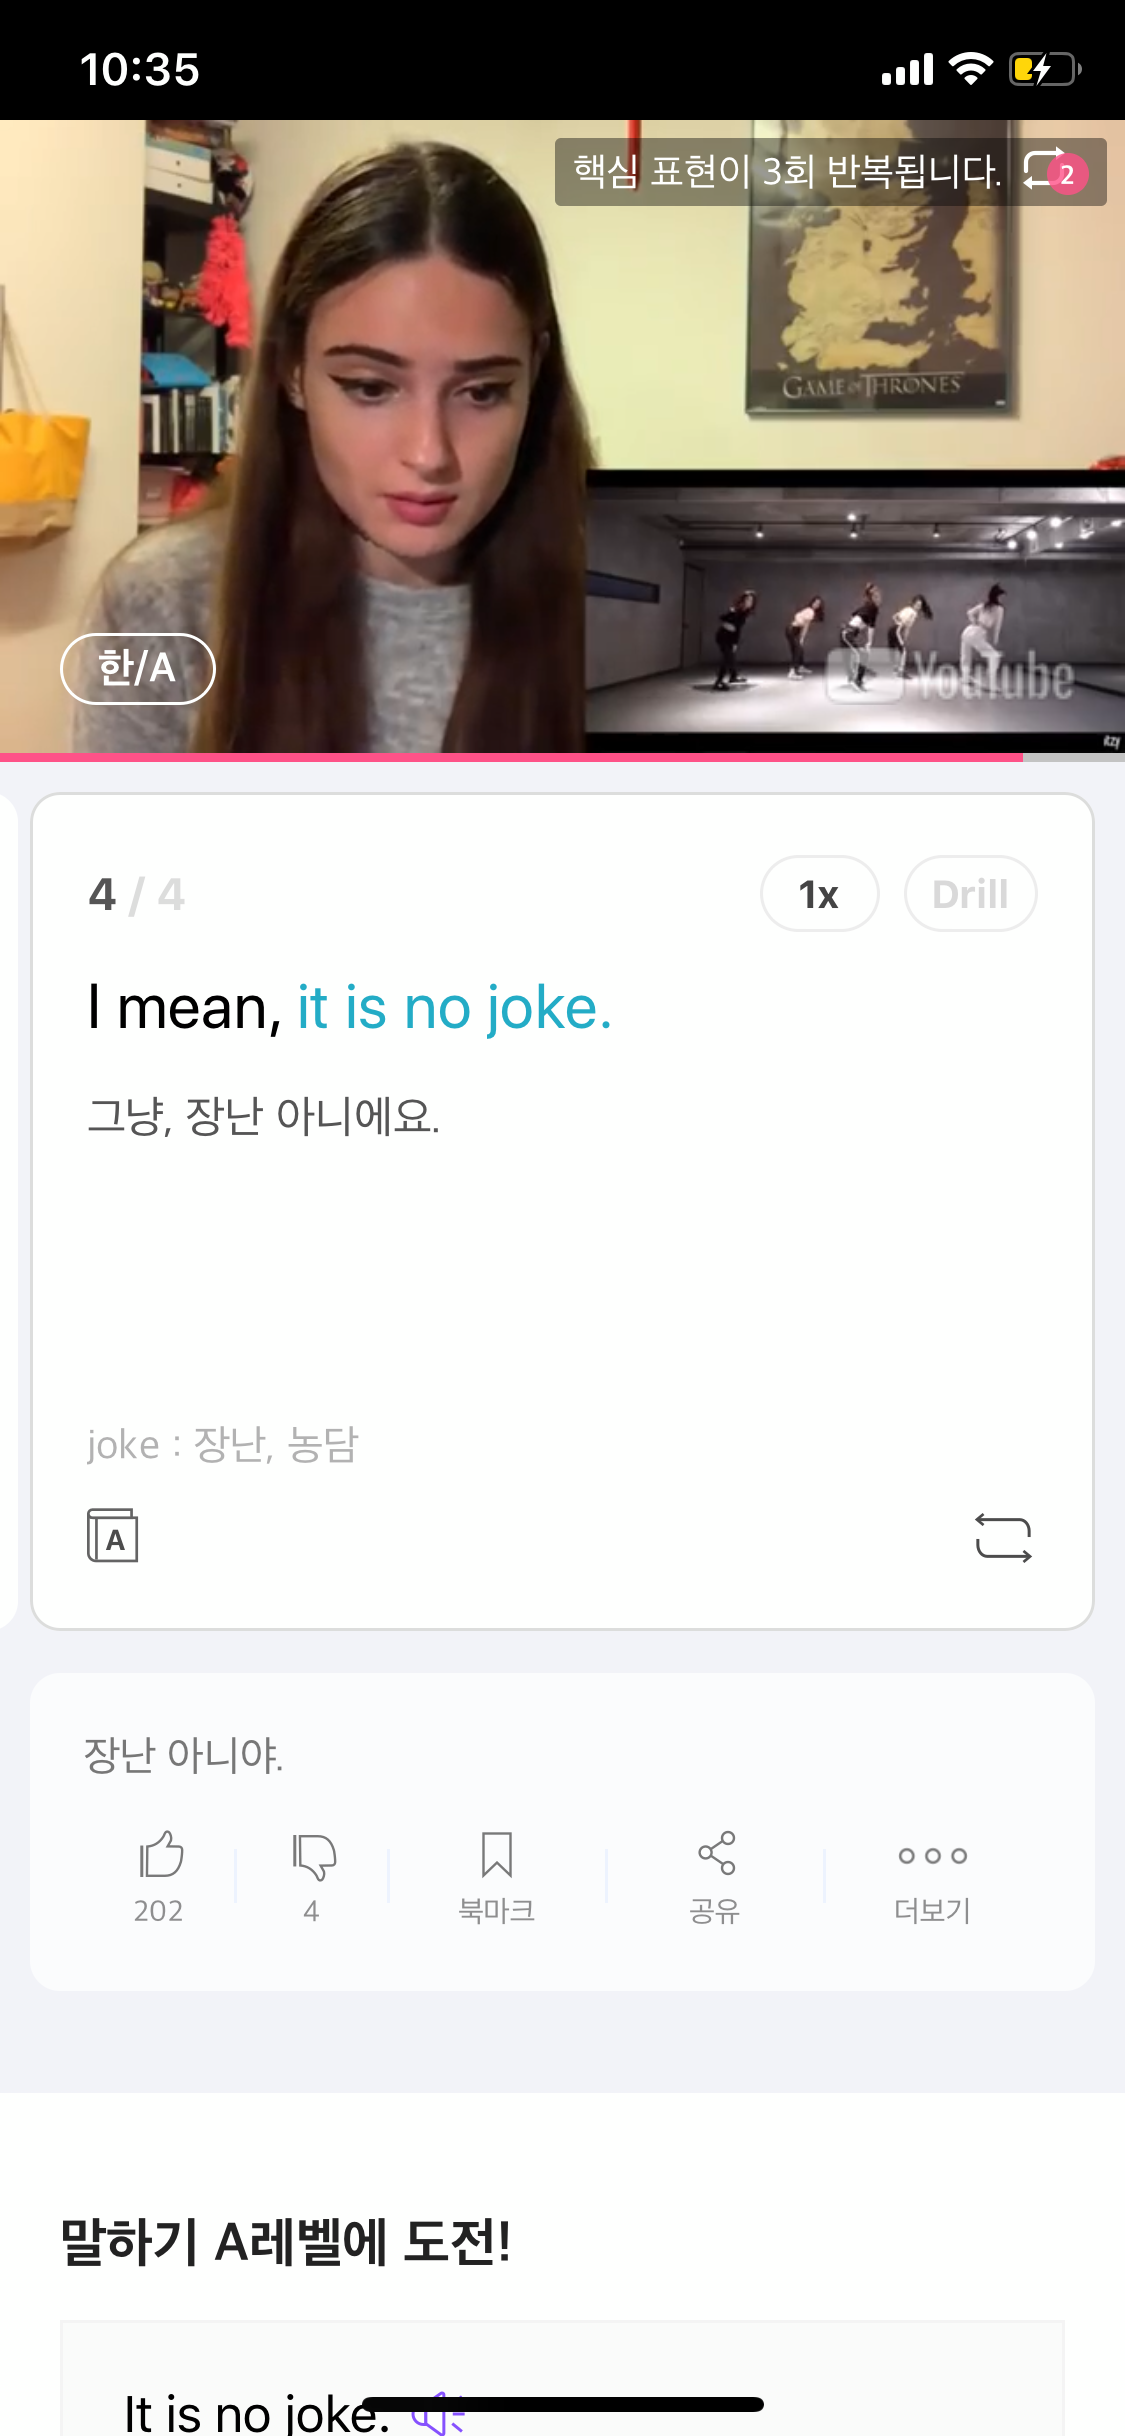 10:35
핵심 표현이 3회 반복됩니다. 2
GAME OF THRONES
한/A
YouTube
itzy
4 / 4
1x
Drill
I mean, it is no joke.
그냥, 장난 아니에요.
joke : 장난, 농담
A
장난 아니야.
202
4
북마크
공유
더보기
말하기 A레벨에 도전!
It is no joke.